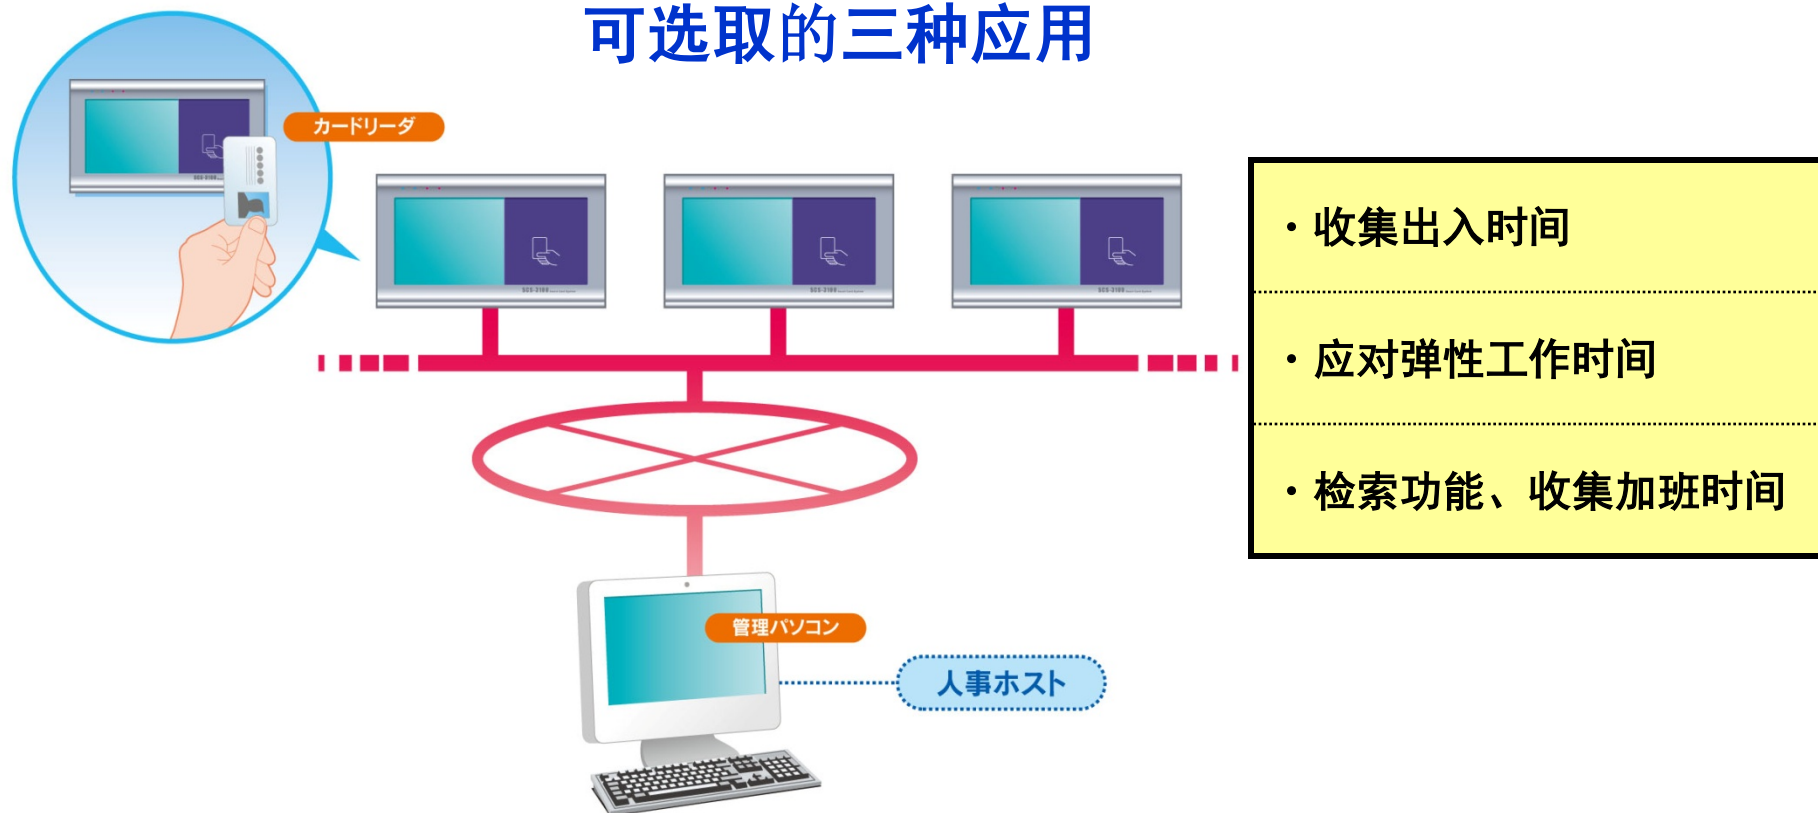 可选取的三种应用
カードリーダ
・收集出入时间
・应对弹性工作时间
・检索功能、收集加班时间
管理パソコン
人事ホスト